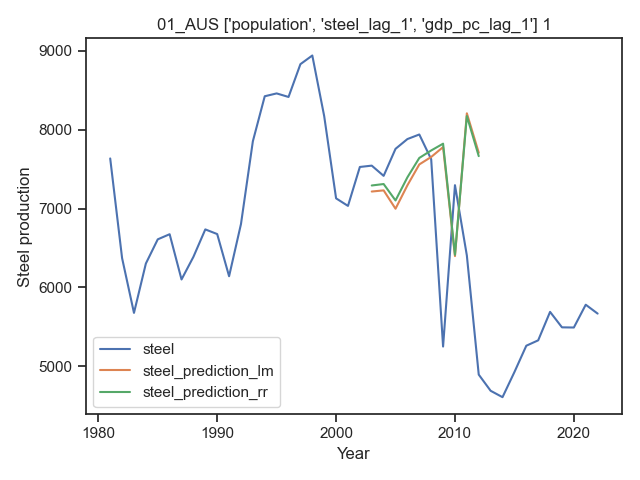 01_AUS ['population', 'steel_lag_1', 'gdp_pc_lag_1'] 1
9000
8000
7000
6000
5000
Steel production
steel
steel_prediction_lm
steel_prediction_rr
1980
1990
2000
2010
2020
Year